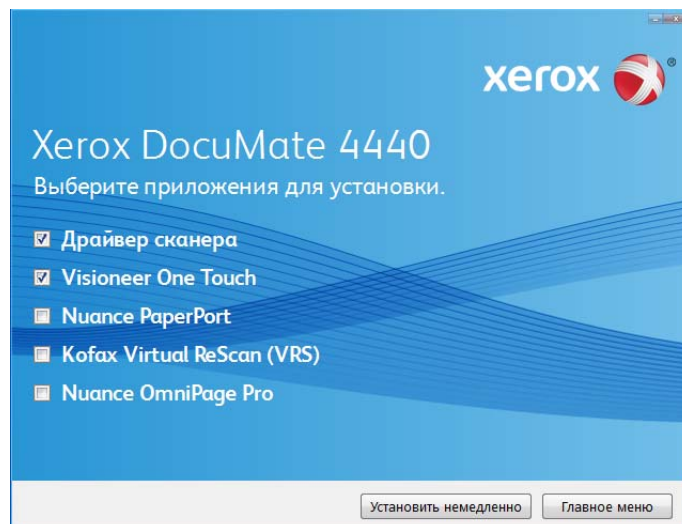 xerox ®
Xerox DocuMate 4440
Выберите приложения для установки.
Драйвер сканера
Visioneer One Touch
Nuance PaperPort
Kofax Virtual ReScan (VRS)
Nuance OmniPage Pro
Установить немедленно Главное меню